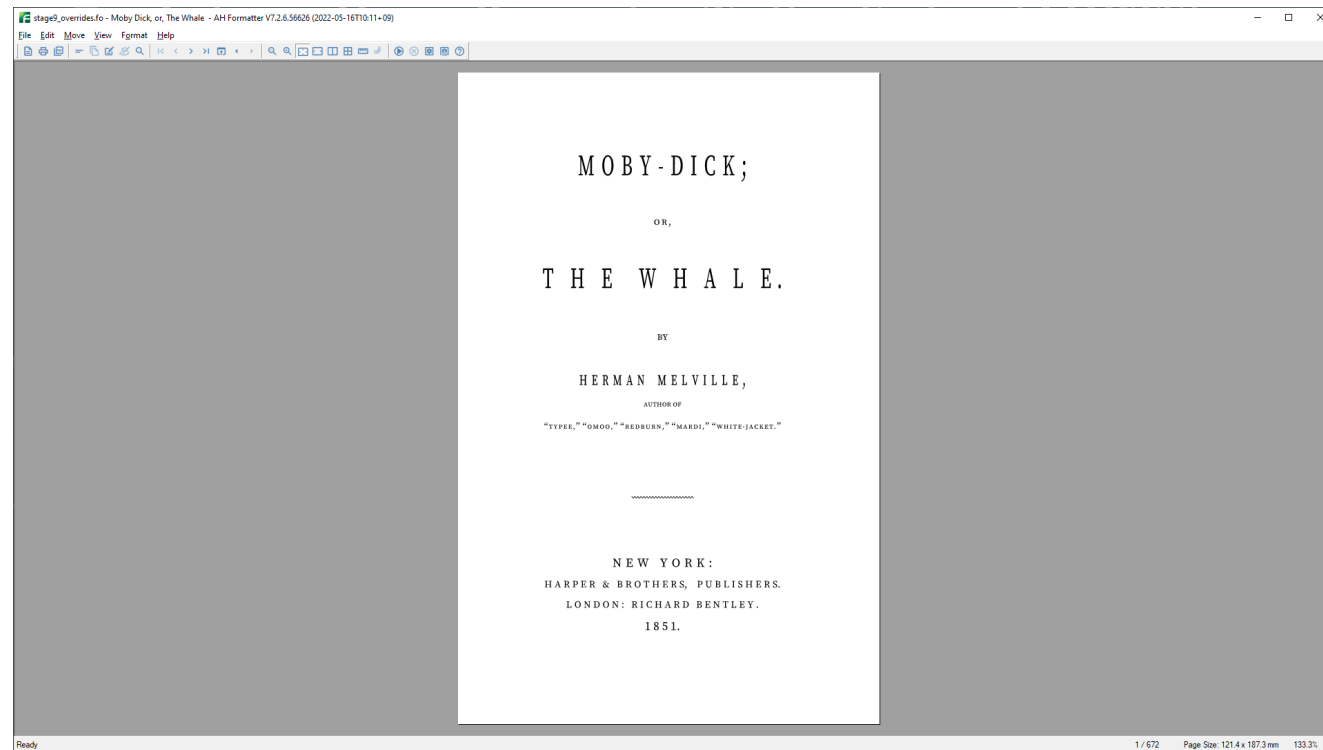 stage9_overrides.fo - Moby Dick, or, The Whale - AH Formatter V7.2.6.56626 (2022-05-16T10:11+09)
File Edit Move View Format Help
MOBY-DICK;
OR,
THE WHALE.
BY
HERMAN MELVILLE,
AUTHOR OF
“TYPEE,” “OMOO,” “REDBURN,” “MARDI,” “WHITE-JACKET.”
NEW YORK:
HARPER & BROTHERS, PUBLISHERS.
LONDON: RICHARD BENTLEY.
1851.
Ready 1 / 672 Page Size: 121.4 x 187.3 mm 133.3%